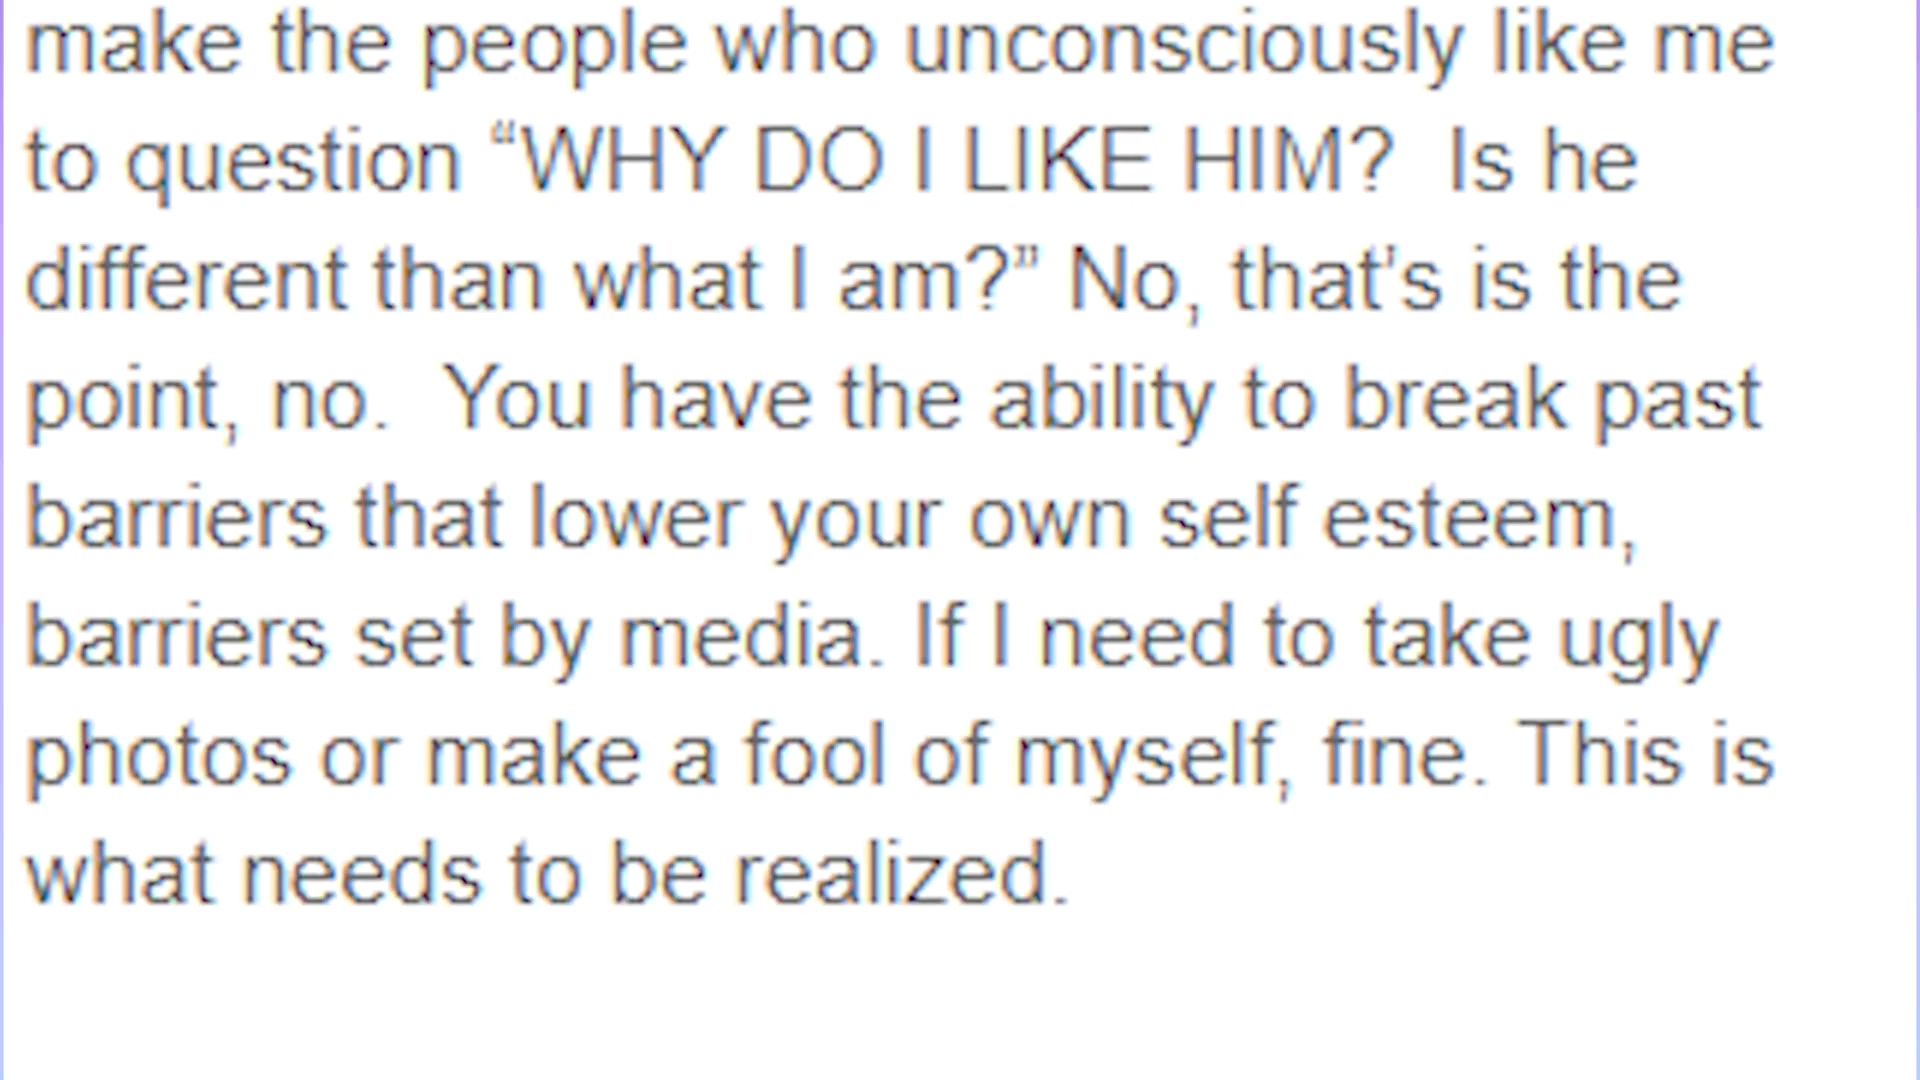 make the people who unconsciously like me
to question “WHY DO I LIKE HIM?  Is he
different than what I am?” No, that’s is the
point, no.  You have the ability to break past
barriers that lower your own self esteem,
barriers set by media. If I need to take ugly
photos or make a fool of myself, fine. This is
what needs to be realized.